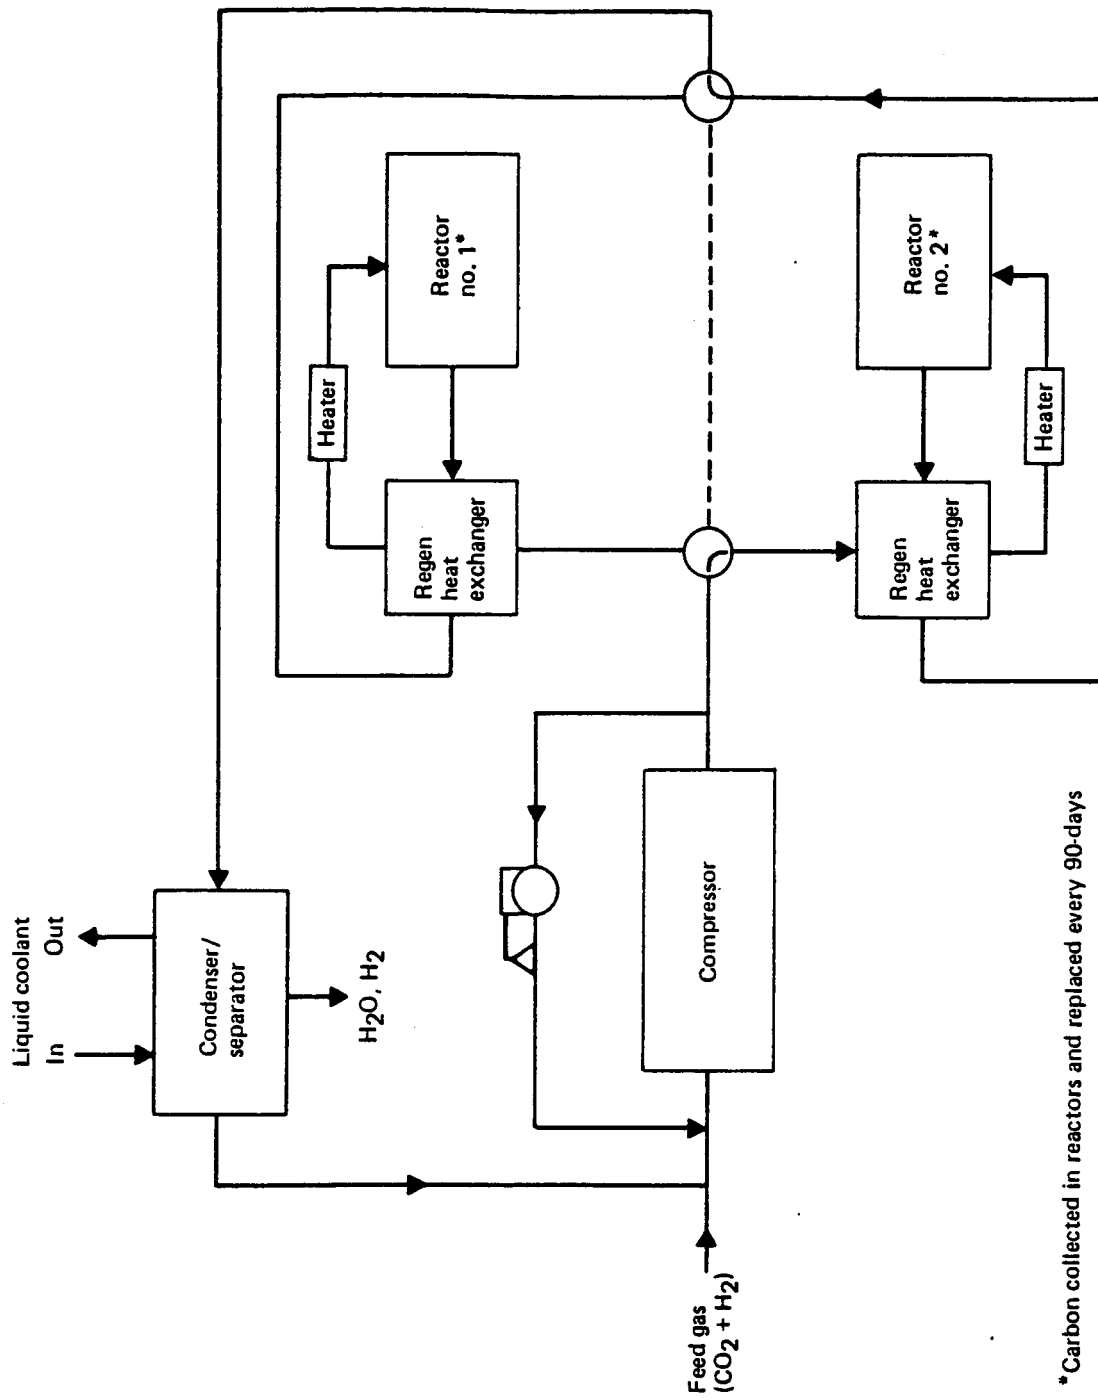 Liquid coolant
In
Out
Condenser/
separator
H2O, H2
Feed gas
(CO2 + H2)
Compressor
Regen
heat
exchanger
Heater
Reactor
no. 1*
Regen
heat
exchanger
Heater
Reactor
no. 2*
*Carbon collected in reactors and replaced every 90-days